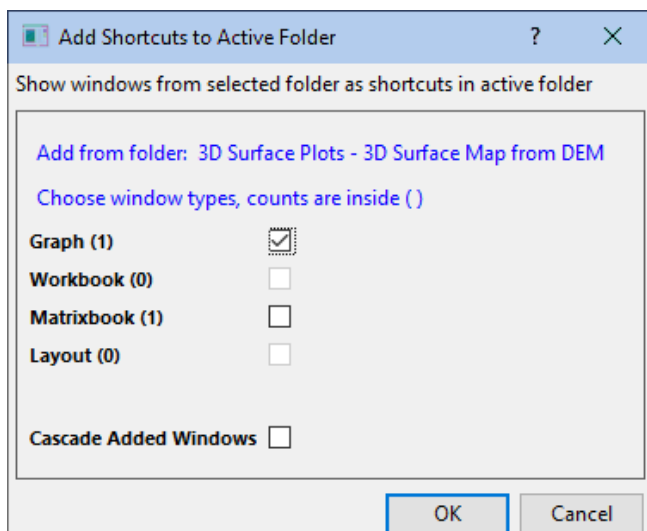 Add Shortcuts to Active Folder ?
Show windows from selected folder as shortcuts in active folder
Add from folder: 3D Surface Plots - 3D Surface Map from DEM
Choose window types, counts are inside ( )
Graph (1)
Workbook (0)
Matrixbook (1)
Layout (0)
Cascade Added Windows
OK Cancel